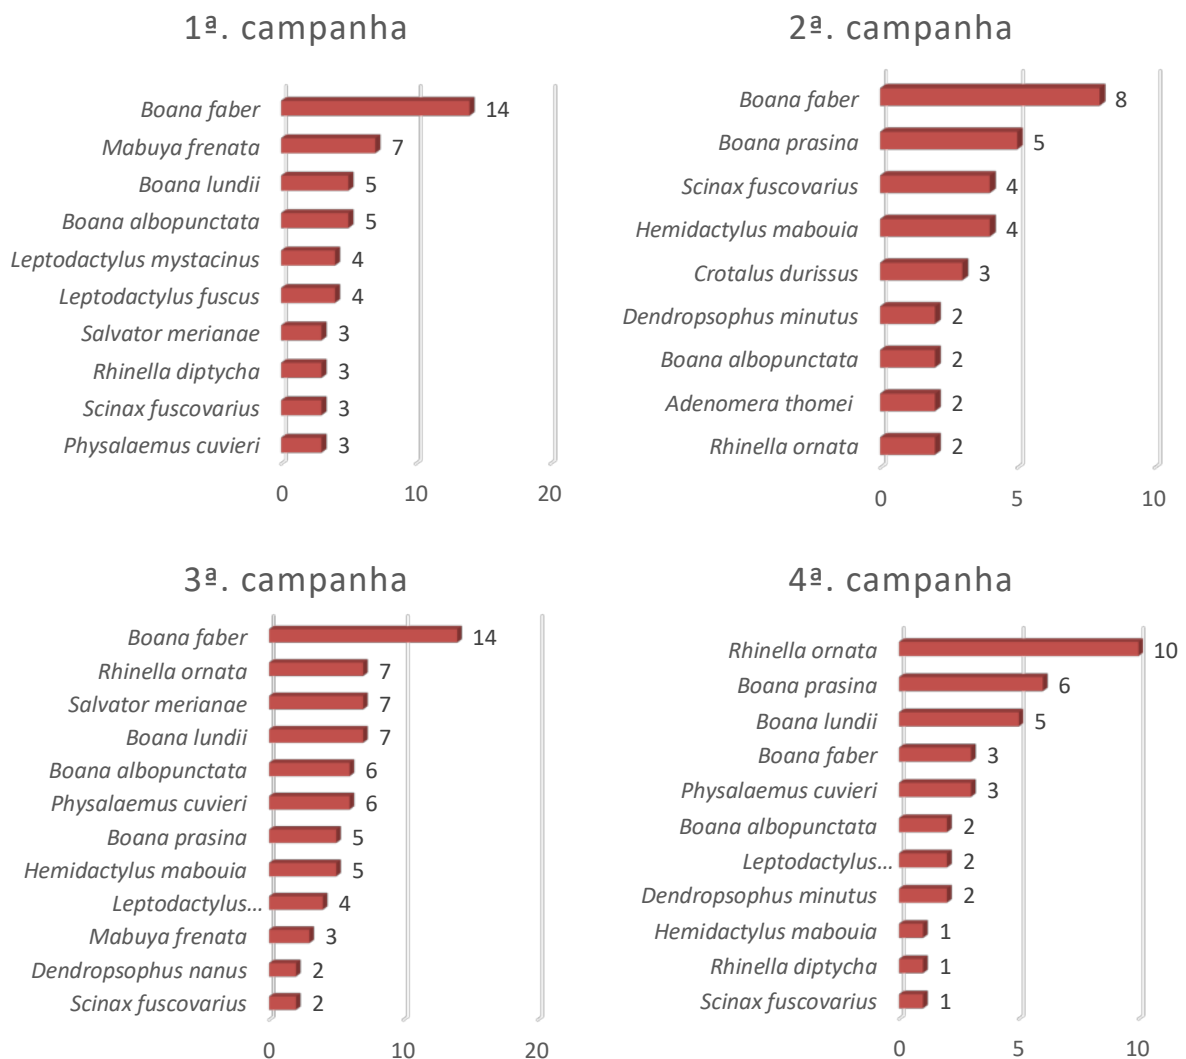 1ª. campanha
Boana faber 14
Mabuya frenata 7
Boana lundii 5
Boana albopunctata 5
Leptodactylus mystacinus 4
Leptodactylus fuscus 4
Salvator merianae 3
Rhinella diptycha 3
Scinax fuscovarius 3
Physalaemus cuvieri 3
0 10 20
2ª. campanha
Boana faber 8
Boana prasina 5
Scinax fuscovarius 4
Hemidactylus mabouia 4
Crotalus durissus 3
Dendropsophus minutus 2
Boana albopunctata 2
Adenomera thomei 2
Rhinella ornata 2
0 5 10
3ª. campanha
Boana faber 14
Rhinella ornata 7
Salvator merianae 7
Boana lundii 7
Boana albopunctata 6
Physalaemus cuvieri 6
Boana prasina 5
Hemidactylus mabouia 5
Leptodactylus... 4
Mabuya frenata 3
Dendropsophus nanus 2
Scinax fuscovarius 2
0 10 20
4ª. campanha
Rhinella ornata 10
Boana prasina 6
Boana lundii 5
Boana faber 3
Physalaemus cuvieri 3
Boana albopunctata 2
Leptodactylus... 2
Dendropsophus minutus 2
Hemidactylus mabouia 1
Rhinella diptycha 1
Scinax fuscovarius 1
0 5 10